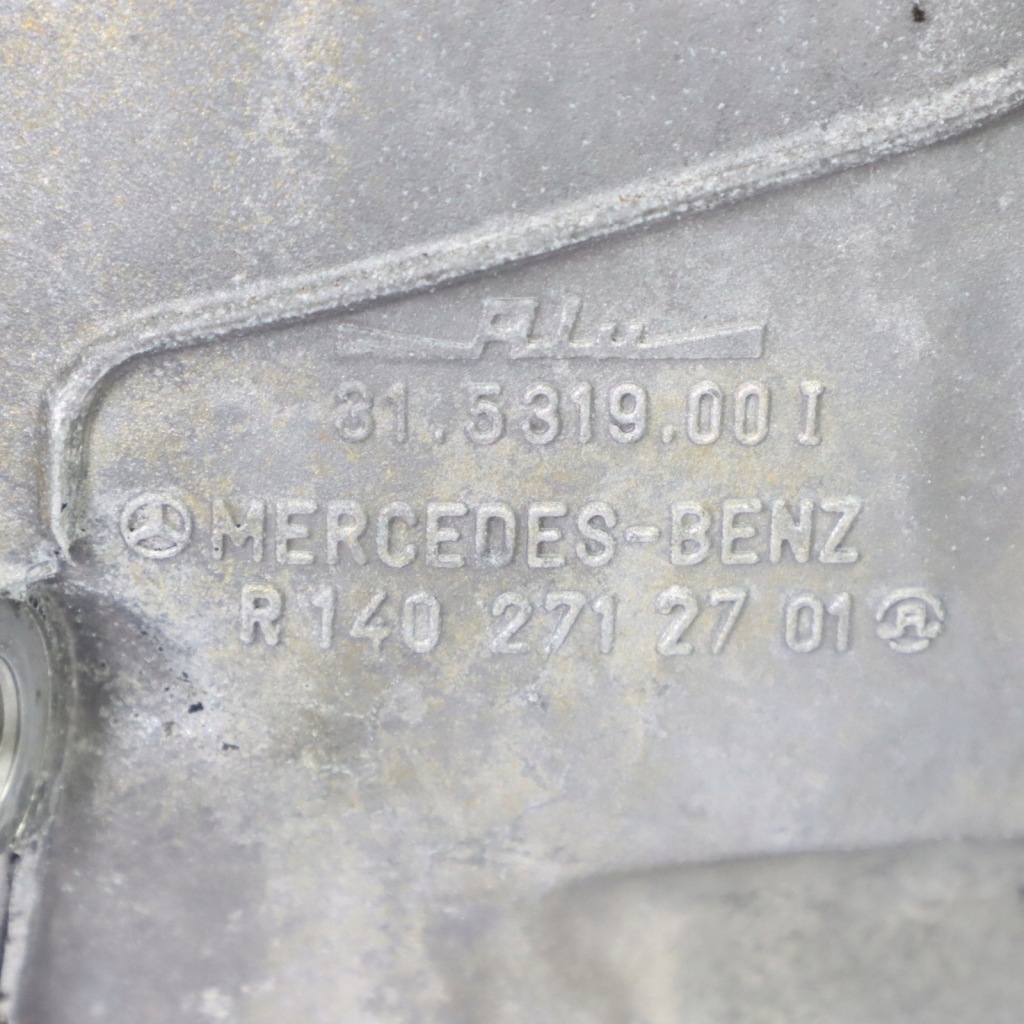 Alu
31.5319.00 I
MERCEDES-BENZ
R 140 271 27 01